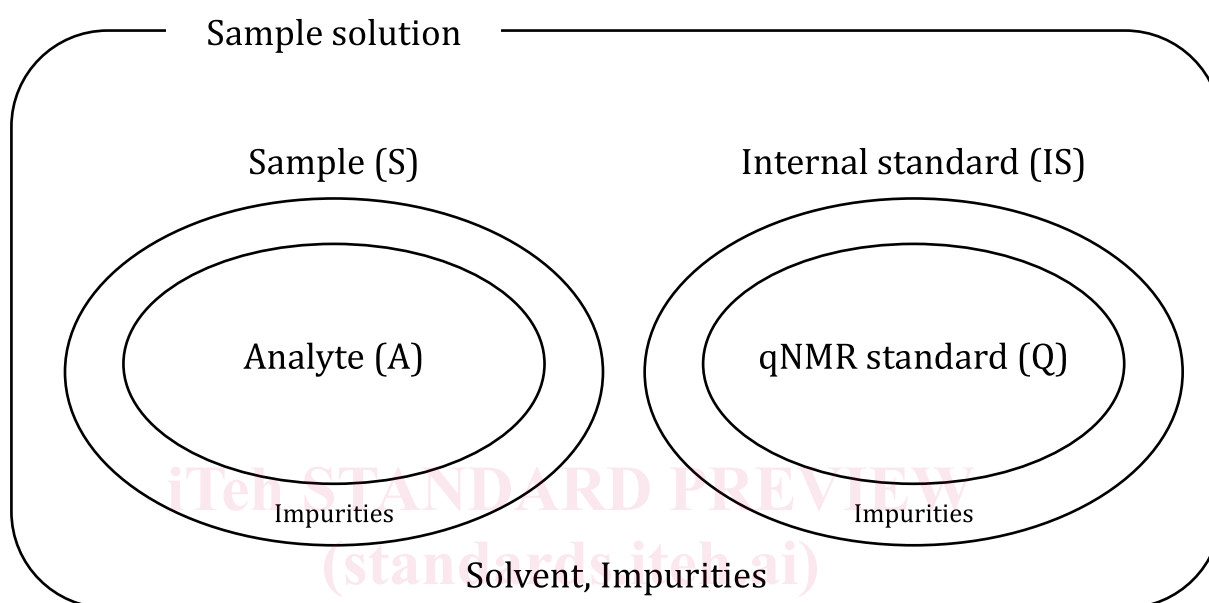 Sample solution
Sample (S)
Internal standard (IS)
Analyte (A)
qNMR standard (Q)
iTeh STANDARD PREVIEW
Impurities
Impurities
(standards.iteh.ai)
Solvent, Impurities